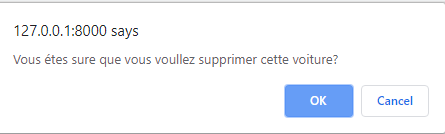 127.0.0.1:8000 says
Vous étes sure que vous voullez supprimer cette voiture?
OK
Cancel